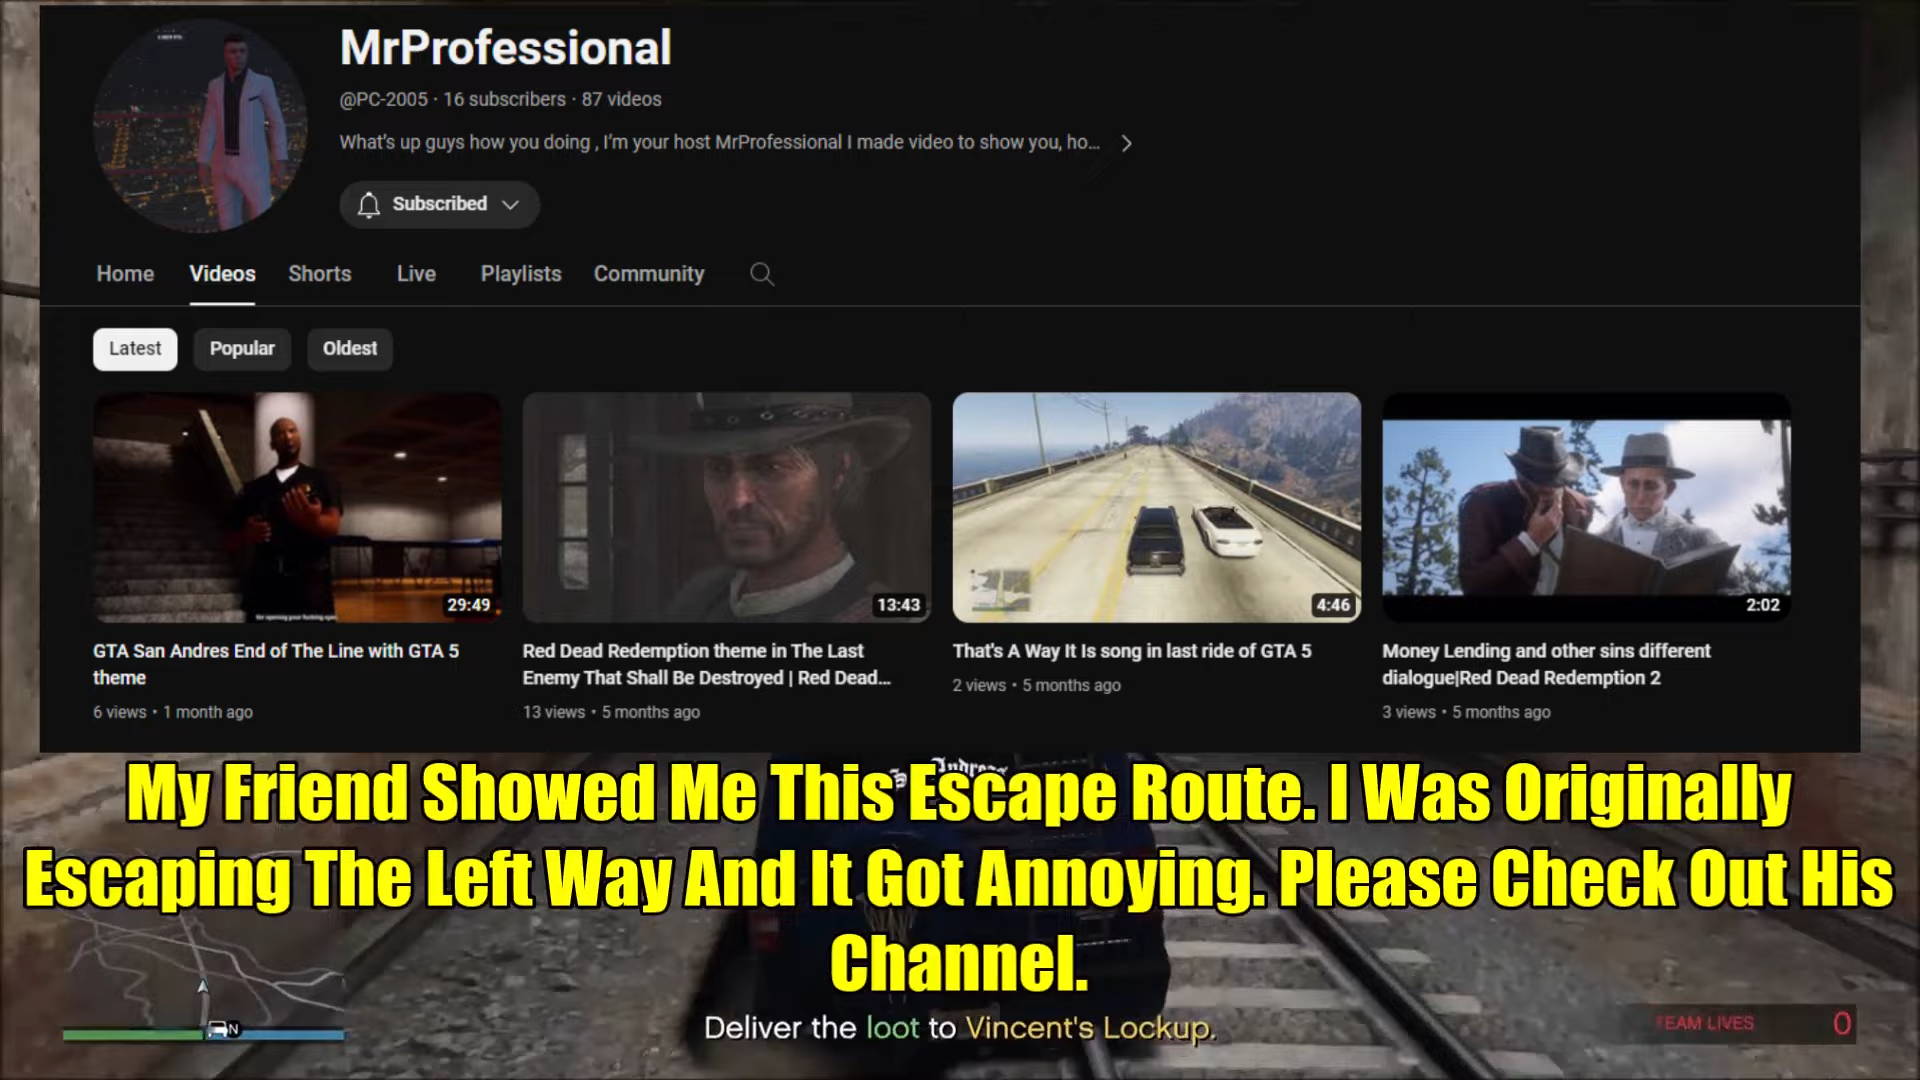 MrProfessional
@PC-2005 · 16 subscribers · 87 videos
What's up guys how you doing , I'm your host MrProfessional I made video to show you, ho...
Subscribed
Home Videos Shorts Live Playlists Community
Latest Popular Oldest
29:49 13:43 4:46 2:02
GTA San Andres End of The Line with GTA 5
theme
6 views • 1 month ago
Red Dead Redemption theme in The Last
Enemy That Shall Be Destroyed | Red Dead...
13 views • 5 months ago
That's A Way It Is song in last ride of GTA 5
2 views • 5 months ago
Money Lending and other sins different
dialogue|Red Dead Redemption 2
3 views • 5 months ago
My Friend Showed Me This Escape Route. I Was Originally
Escaping The Left Way And It Got Annoying. Please Check Out His
Channel.
N
Deliver the loot to Vincent's Lockup.
TEAM LIVES 0